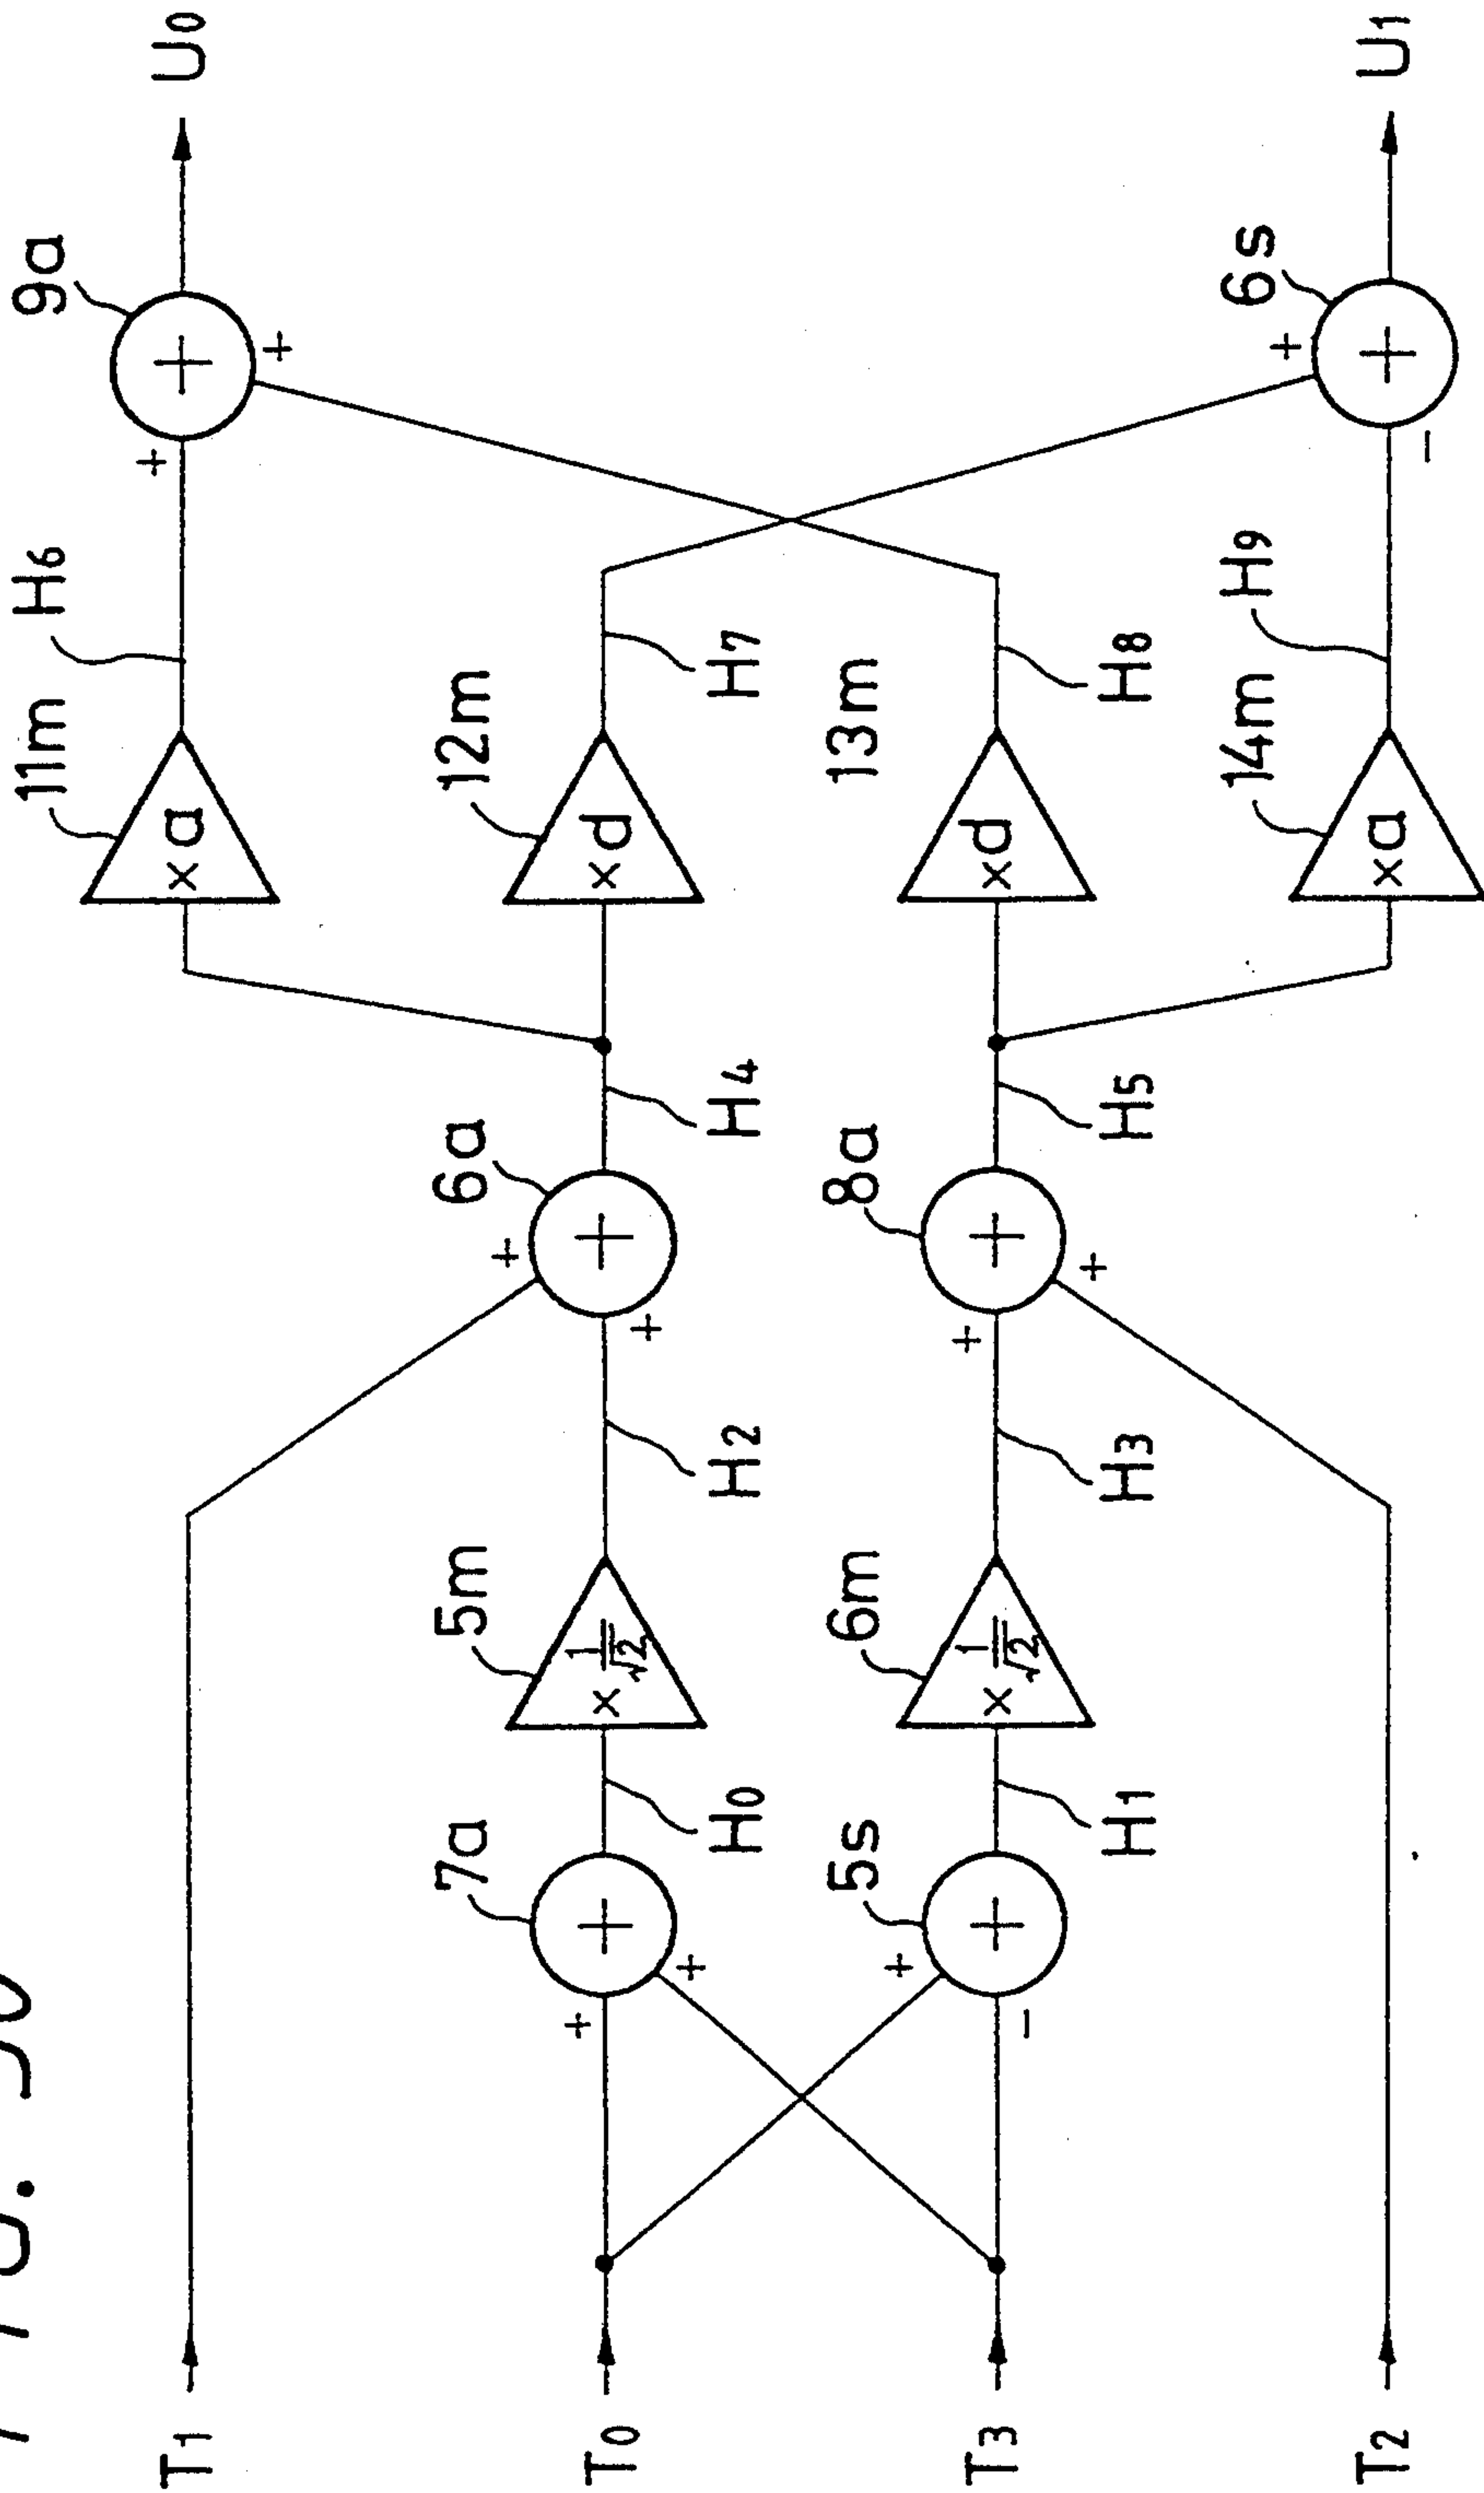 11m H6 9a
+
T1 × a + U0
5m 6a 12m
7a + +
T0 + + × 1/√2 + × d
H0 H2 H4 H7
5s 6m 8a 13m
+ +
T3 − + × 1/√2 + × d
H1 H3 H5 H8
+
14m H9 6s
+
T2 × a + U1
−